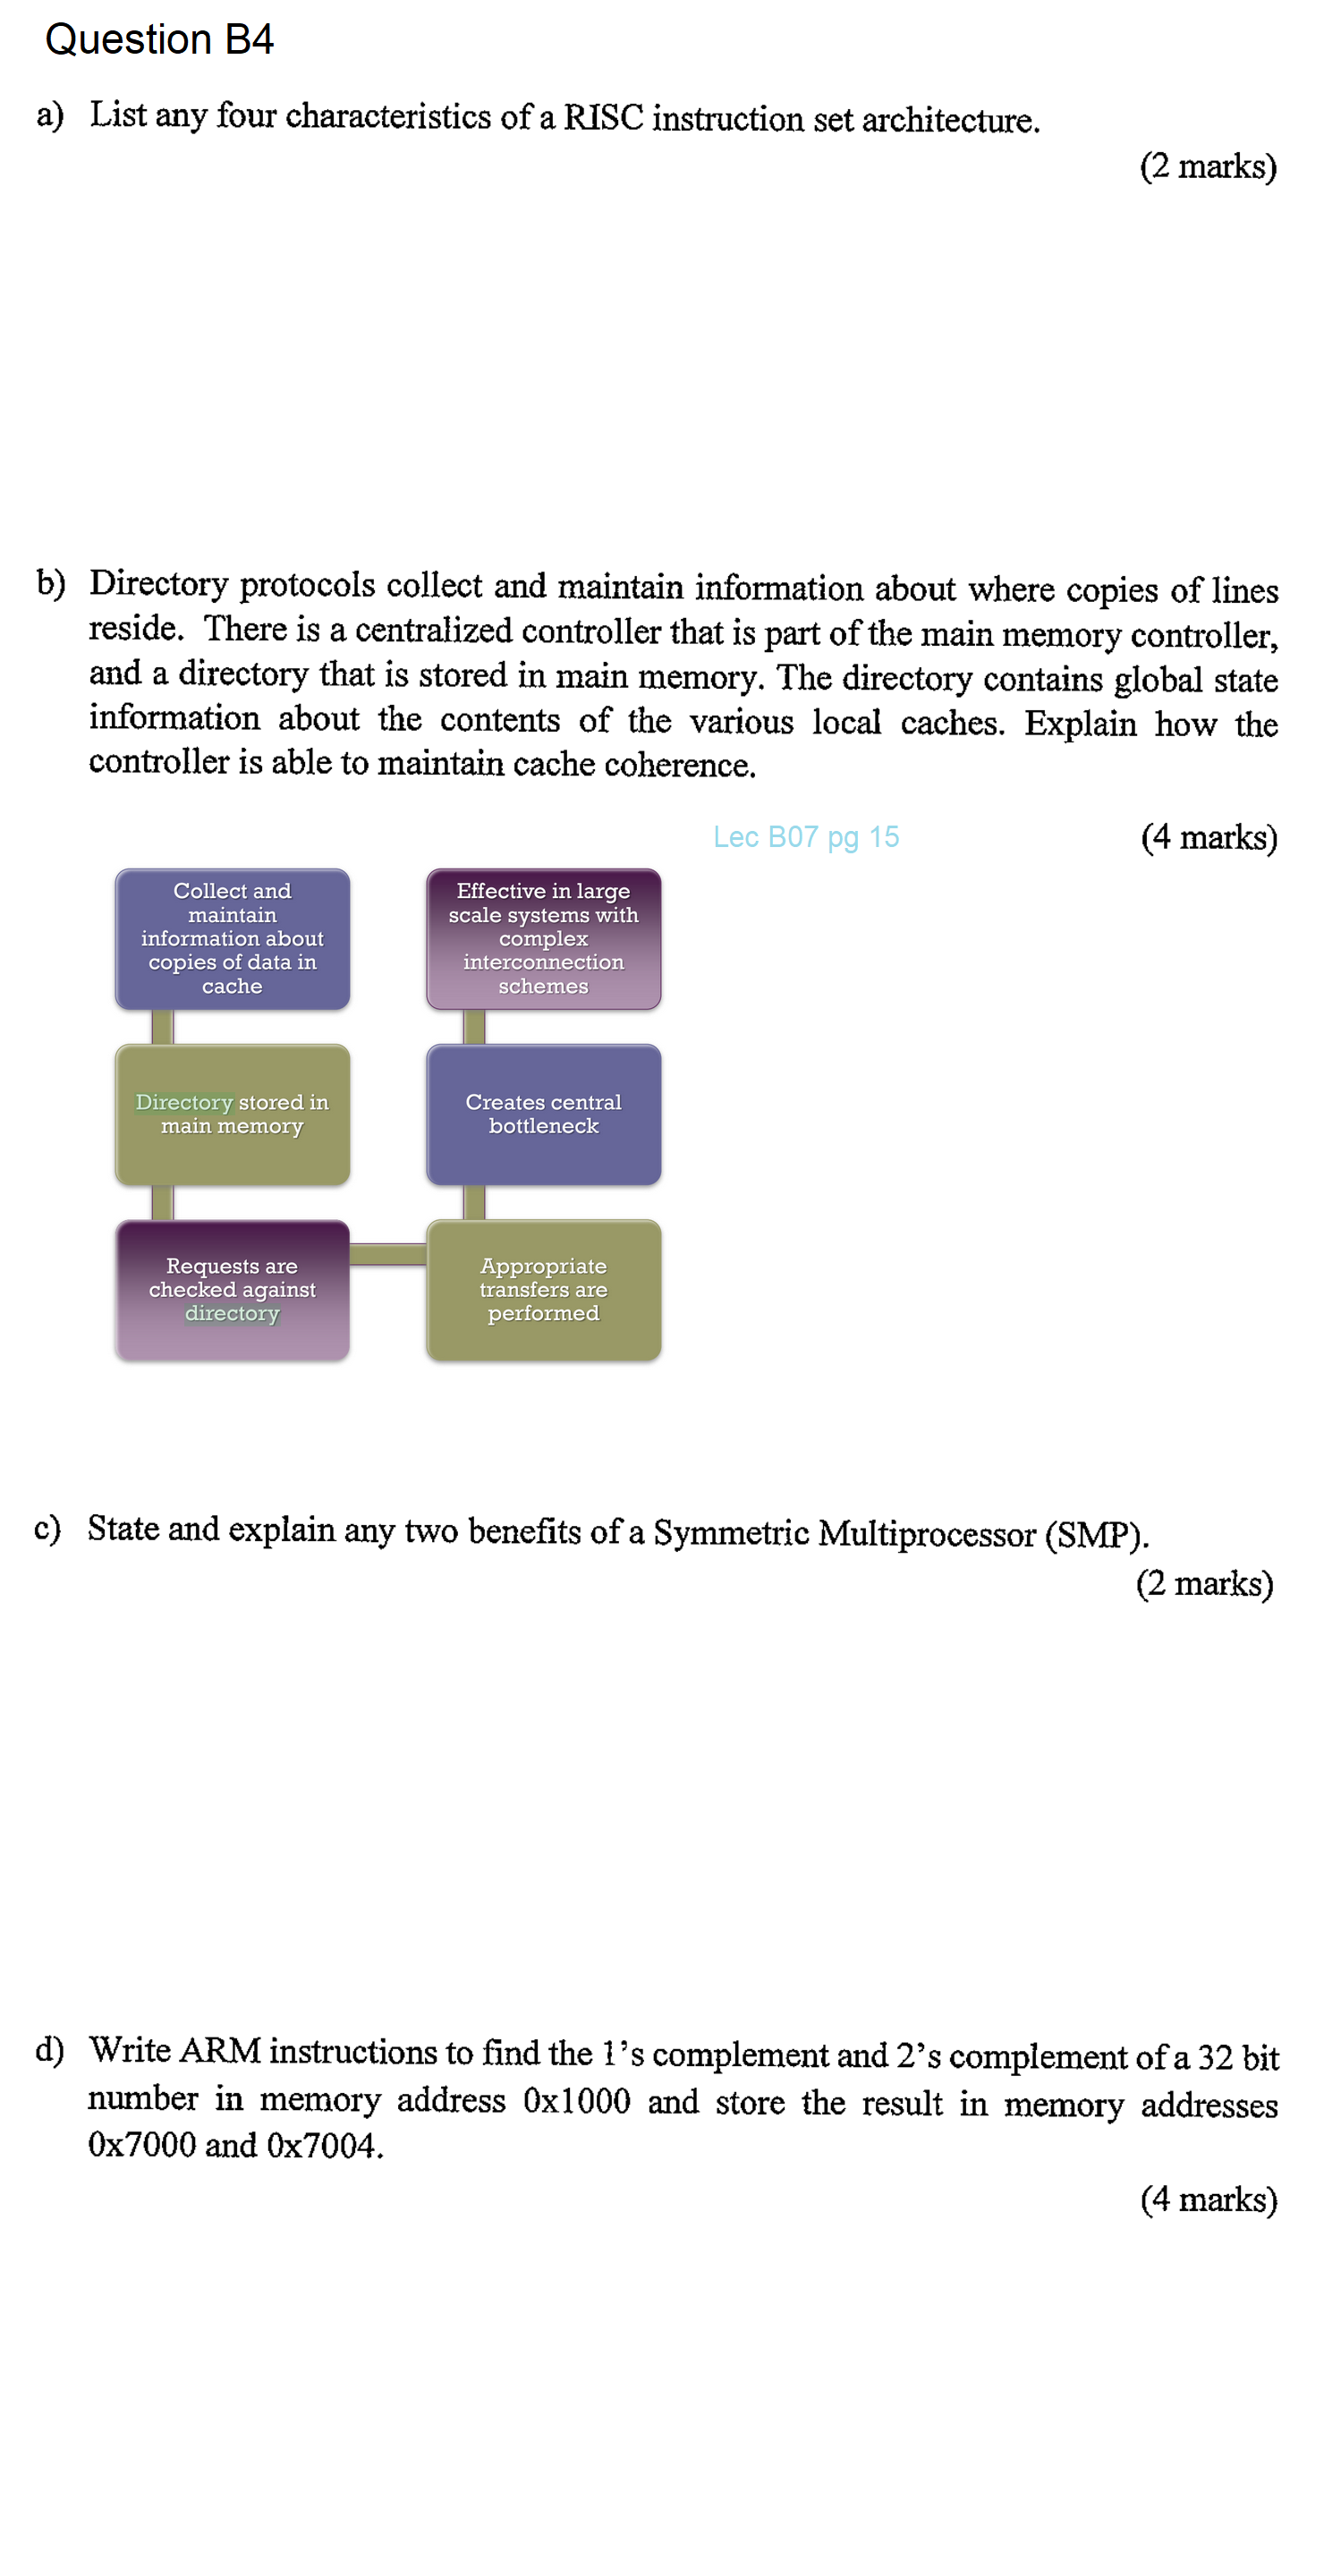 Question B4
a) List any four characteristics of a RISC instruction set architecture.
(2 marks)
b) Directory protocols collect and maintain information about where copies of lines
reside. There is a centralized controller that is part of the main memory controller,
and a directory that is stored in main memory. The directory contains global state
information about the contents of the various local caches. Explain how the
controller is able to maintain cache coherence.
Lec B07 pg 15
(4 marks)
Collect and
maintain
information about
copies of data in
cache
Directory stored in
main memory
Requests are
checked against
directory
Appropriate
transfers are
performed
Creates central
bottleneck
Effective in large
scale systems with
complex
interconnection
schemes
c) State and explain any two benefits of a Symmetric Multiprocessor (SMP).
(2 marks)
d) Write ARM instructions to find the 1's complement and 2's complement of a 32 bit
number in memory address 0x1000 and store the result in memory addresses
0x7000 and 0x7004.
(4 marks)